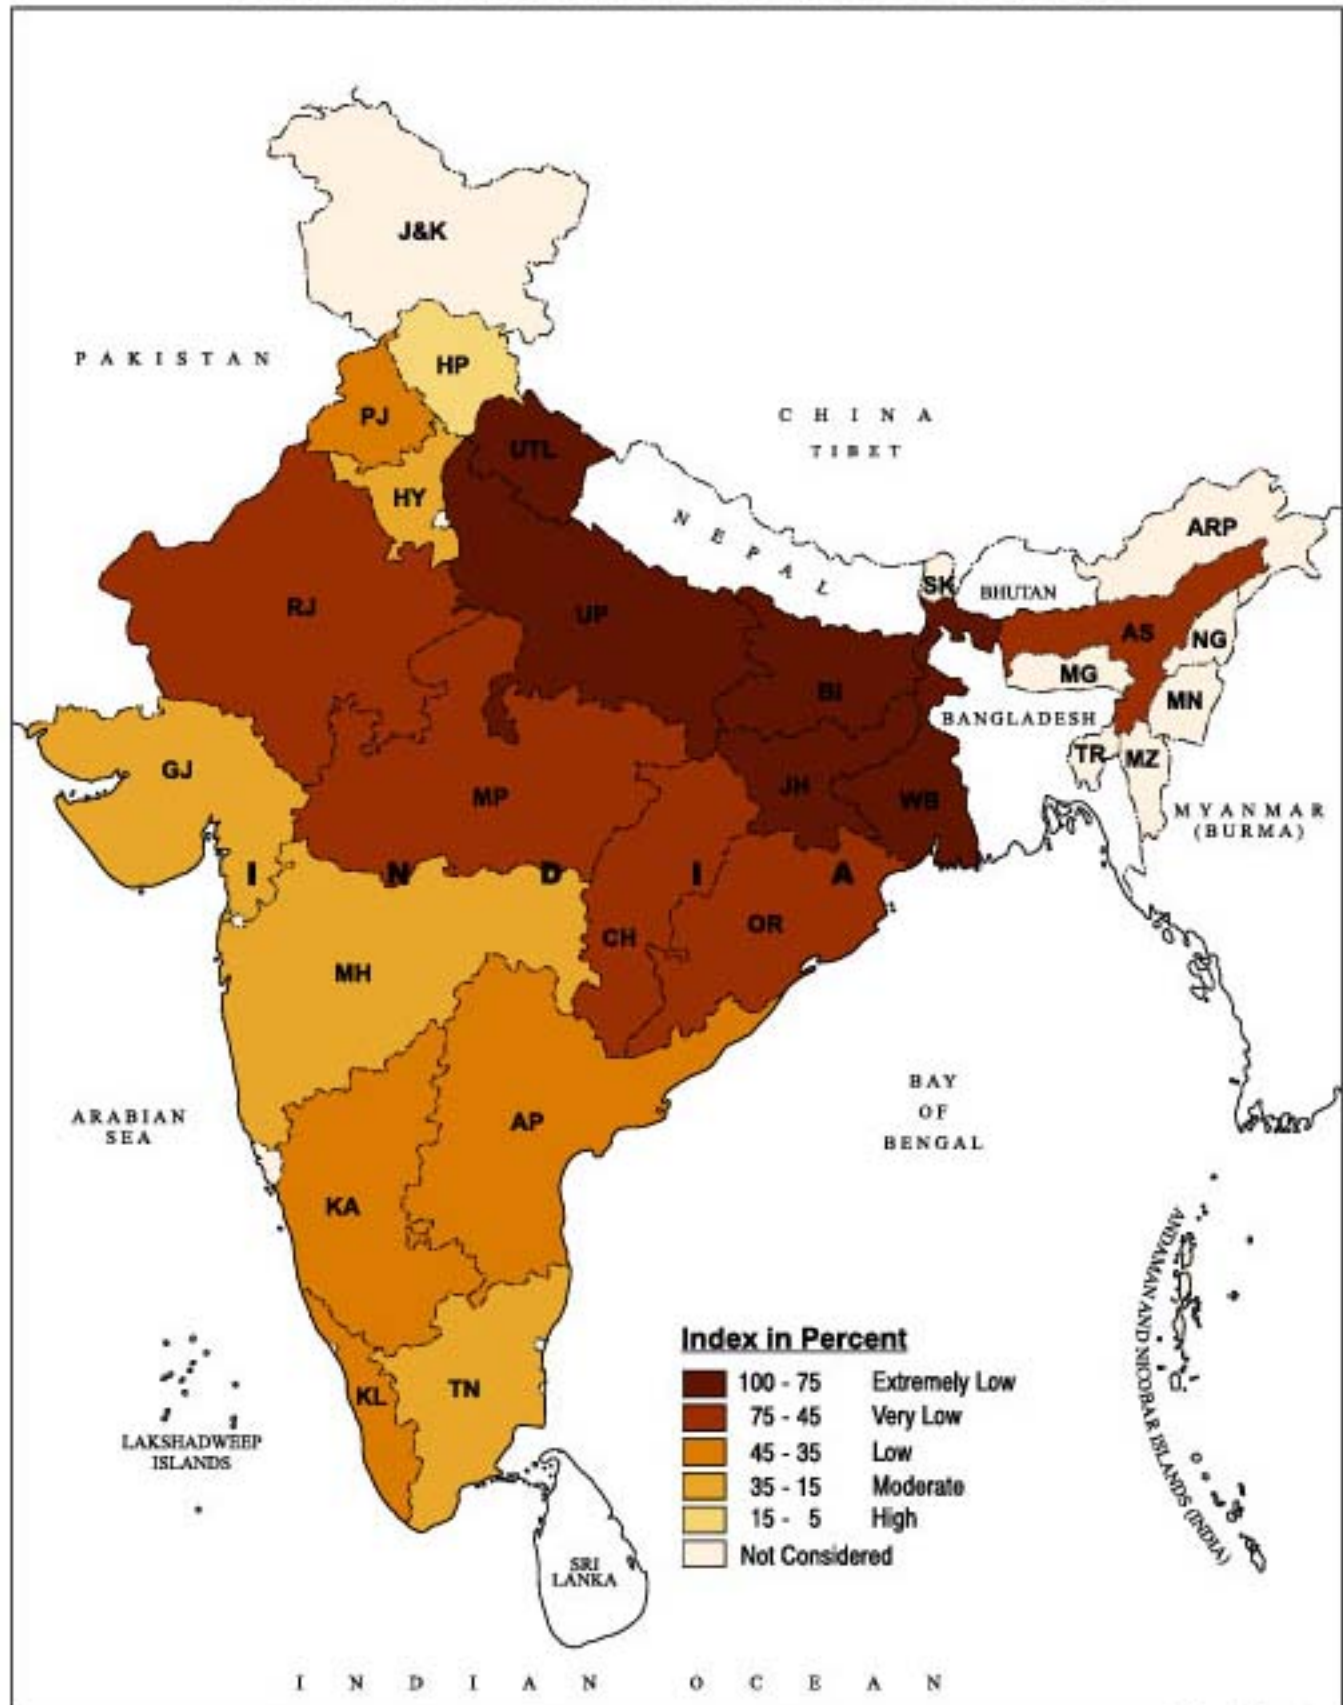 J&K
PAKISTAN
HP
PJ
CHINA
TIBET
UTL
HY
NEPAL
ARP
SK
BHUTAN
RJ
UP
AS
NG
MG
BI
MN
BANGLADESH
TR
MZ
GJ
MP
JH
WB
MYANMAR
(BURMA)
INDIA
CH
OR
MH
ARABIAN
SEA
AP
BAY
OF
BENGAL
KA
ANDAMAN AND NICOBAR ISLANDS (INDIA)
KL
TN
LAKSHADWEEP
ISLANDS
Index in Percent
100 - 75 Extremely Low
75 - 45 Very Low
45 - 35 Low
35 - 15 Moderate
15 - 5 High
Not Considered
SRI
LANKA
INDIAN OCEAN